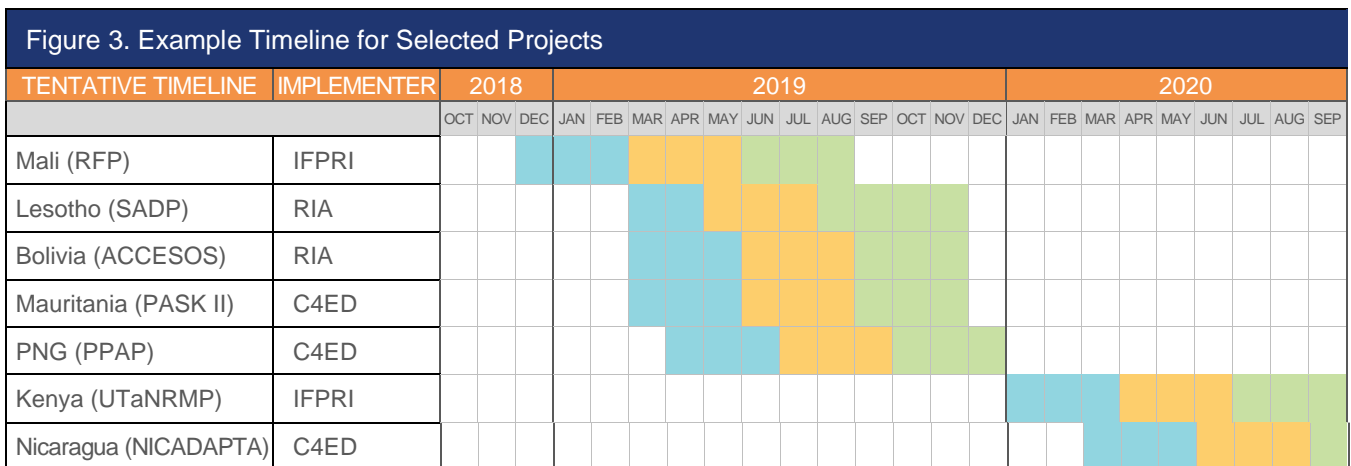 Figure 3. Example Timeline for Selected Projects
TENTATIVE TIMELINE IMPLEMENTER 2018 2019 2020
OCT NOV DEC JAN FEB MAR APR MAY JUN JUL AUG SEP OCT NOV DEC JAN FEB MAR APR MAY JUN JUL AUG SEP
Mali (RFP) IFPRI
Lesotho (SADP) RIA
Bolivia (ACCESOS) RIA
Mauritania (PASK II) C4ED
PNG (PPAP) C4ED
Kenya (UTaNRMP) IFPRI
Nicaragua (NICADAPTA) C4ED